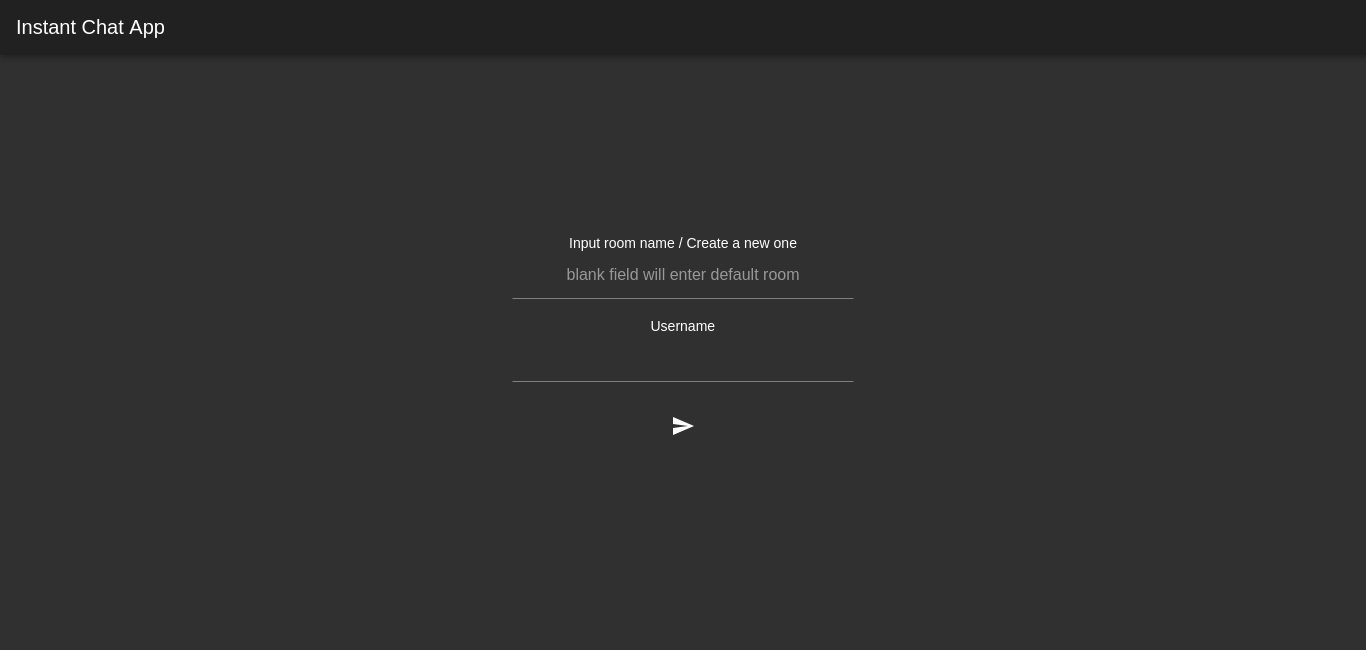 Instant Chat App
Input room name / Create a new one
blank field will enter default room
Username